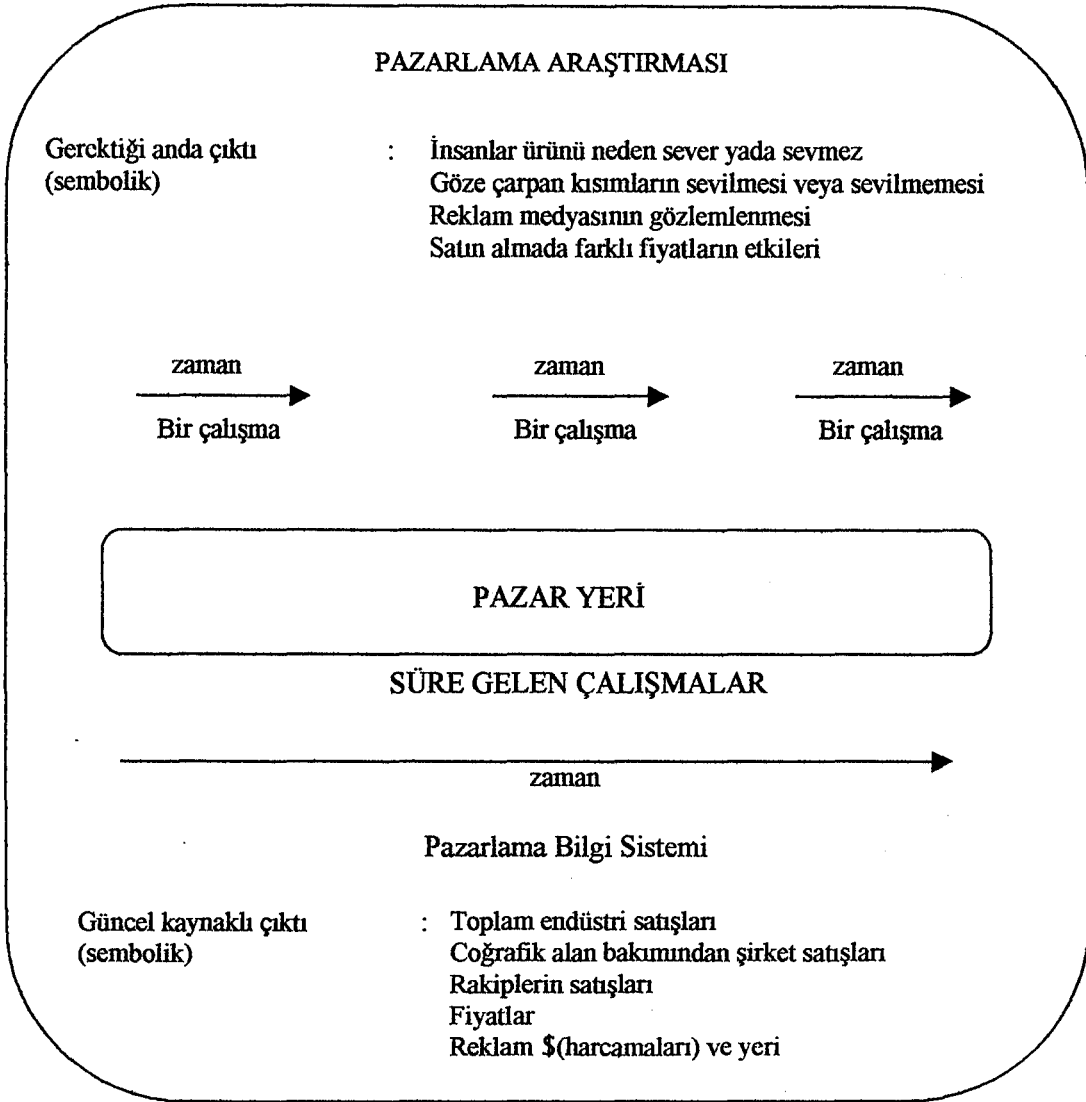 PAZARLAMA ARAŞTIRMASI
Gerektiği anda çıktı : İnsanlar ürünü neden sever yada sevmez
(sembolik) Göze çarpan kısımların sevilmesi veya sevilmemesi
Reklam medyasının gözlemlenmesi
Satın almada farklı fiyatların etkileri
zaman zaman zaman
Bir çalışma Bir çalışma Bir çalışma
PAZAR YERİ
SÜRE GELEN ÇALIŞMALAR
zaman
Pazarlama Bilgi Sistemi
Güncel kaynaklı çıktı : Toplam endüstri satışları
(sembolik) Coğrafik alan bakımından şirket satışları
Rakiplerin satışları
Fiyatlar
Reklam $(harcamaları) ve yeri